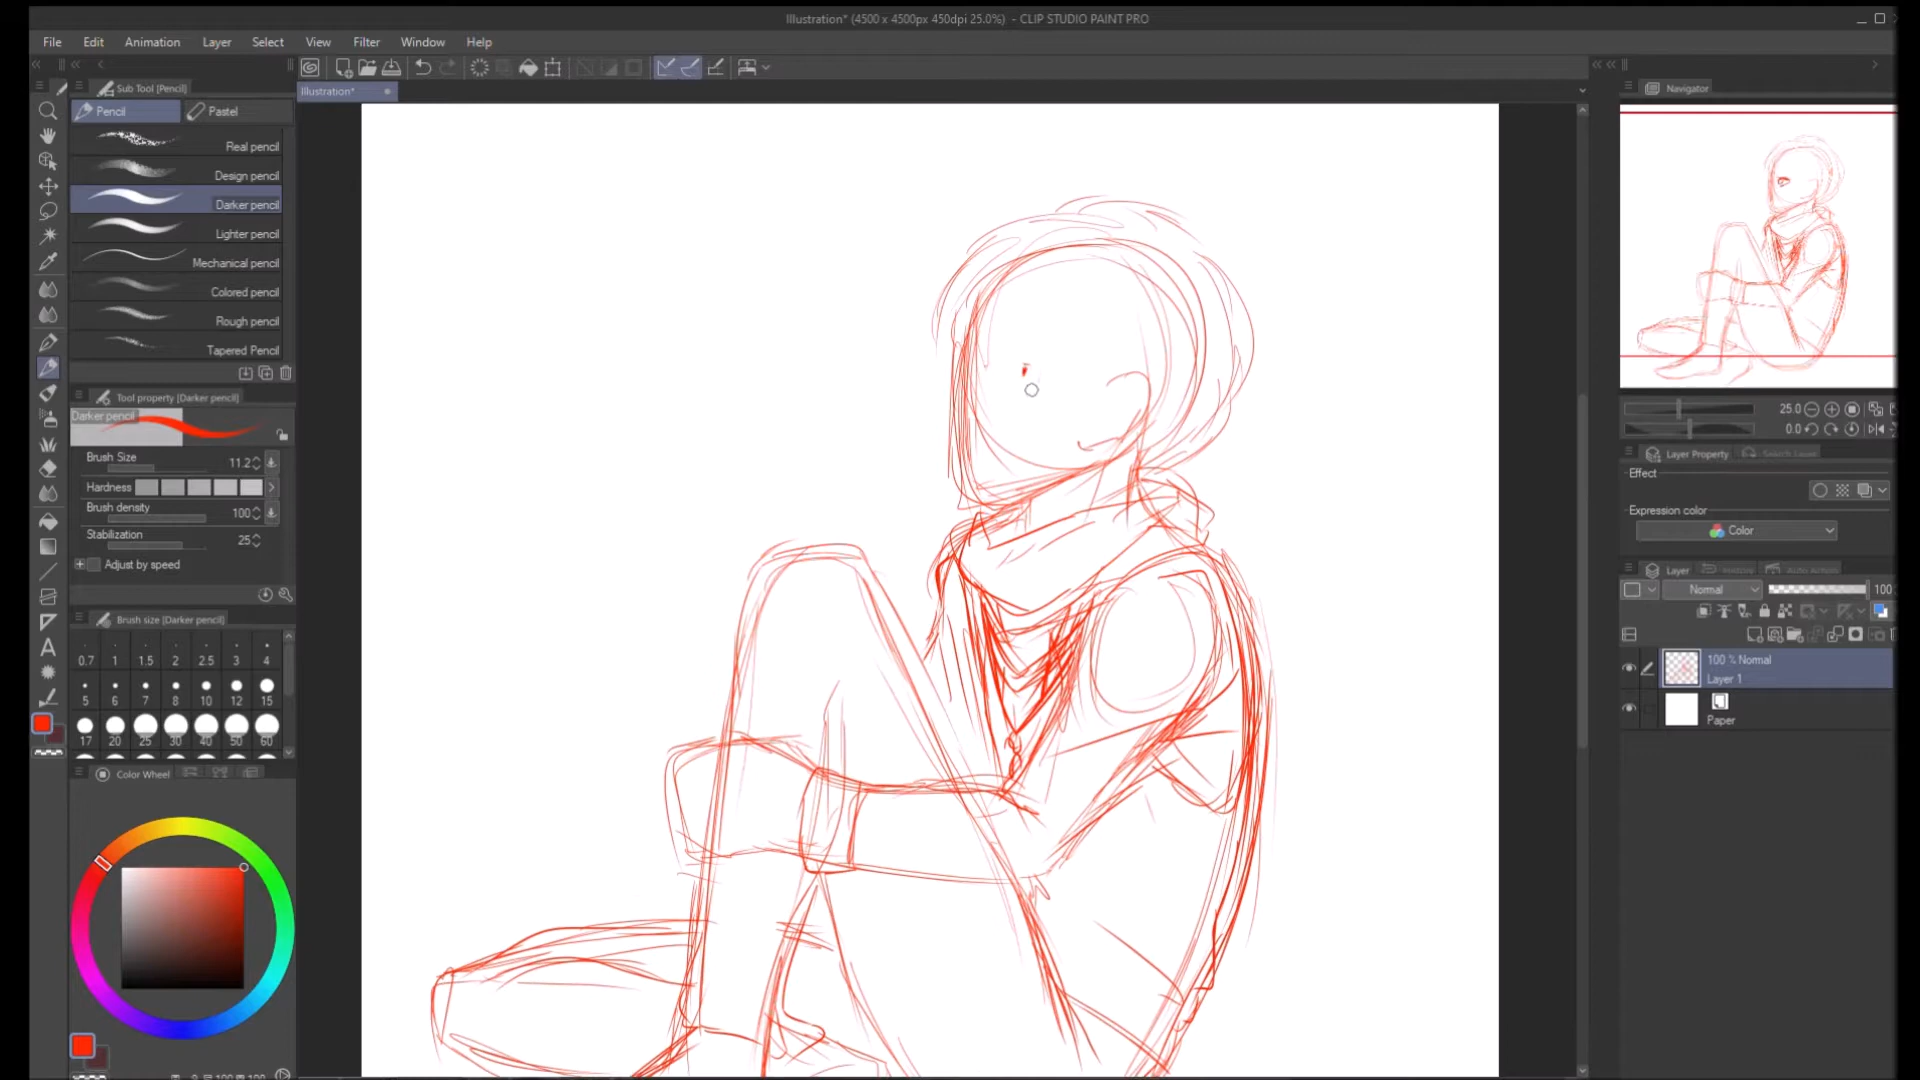 Illustration* (4500 x 4500px 450dpi 25.0%) - CLIP STUDIO PAINT PRO
File Edit Animation Layer Select View Filter Window Help
Sub Tool [Pencil]
Illustration*
Navigator
Pencil Pastel
Real pencil
Design pencil
Darker pencil
Lighter pencil
Mechanical pencil
Colored pencil
Rough pencil
Tapered Pencil
Tool property [Darker pencil]
Darker pencil
Brush Size 11.2
Hardness
Brush density 100
Stabilization 25
Adjust by speed
Brush size [Darker pencil]
0.7 1 1.5 2 2.5 3 4
5 6 7 8 10 12 15
17 20 25 30 40 50 60
Color Wheel
25.0
0.0
Layer Property Search Layer
Effect
Expression color
Color
Layer History Auto Action
Normal 100
100 % Normal
Layer 1
Paper